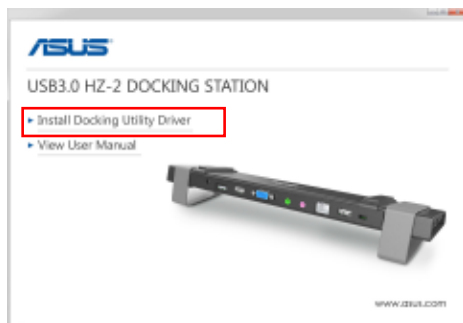 ASUS
USB3.0 HZ-2 DOCKING STATION
Install Docking Utility Driver
View User Manual
www.asus.com